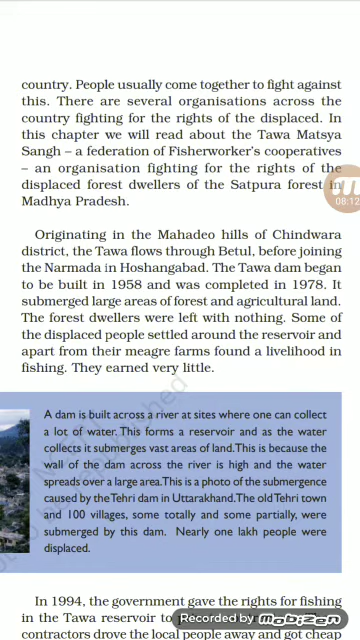 country. People usually come together to fight against
this. There are several organisations across the
country fighting for the rights of the displaced. In
this chapter we will read about the Tawa Matsya
Sangh – a federation of Fisherworker's cooperatives
– an organisation fighting for the rights of the
displaced forest dwellers of the Satpura forest in
Madhya Pradesh.
08:12
Originating in the Mahadeo hills of Chindwara
district, the Tawa flows through Betul, before joining
the Narmada in Hoshangabad. The Tawa dam began
to be built in 1958 and was completed in 1978. It
submerged large areas of forest and agricultural land.
The forest dwellers were left with nothing. Some of
the displaced people settled around the reservoir and
apart from their meagre farms found a livelihood in
fishing. They earned very little.
A dam is built across a river at sites where one can collect
a lot of water. This forms a reservoir and as the water
collects it submerges vast areas of land. This is because the
wall of the dam across the river is high and the water
spreads over a large area. This is a photo of the submergence
caused by the Tehri dam in Uttarakhand. The old Tehri town
and 100 villages, some totally and some partially, were
submerged by this dam. Nearly one lakh people were
displaced.
In 1994, the government gave the rights for fishing
in the Tawa reservoir to
contractors drove the local people away and got cheap
Recorded by mobizen